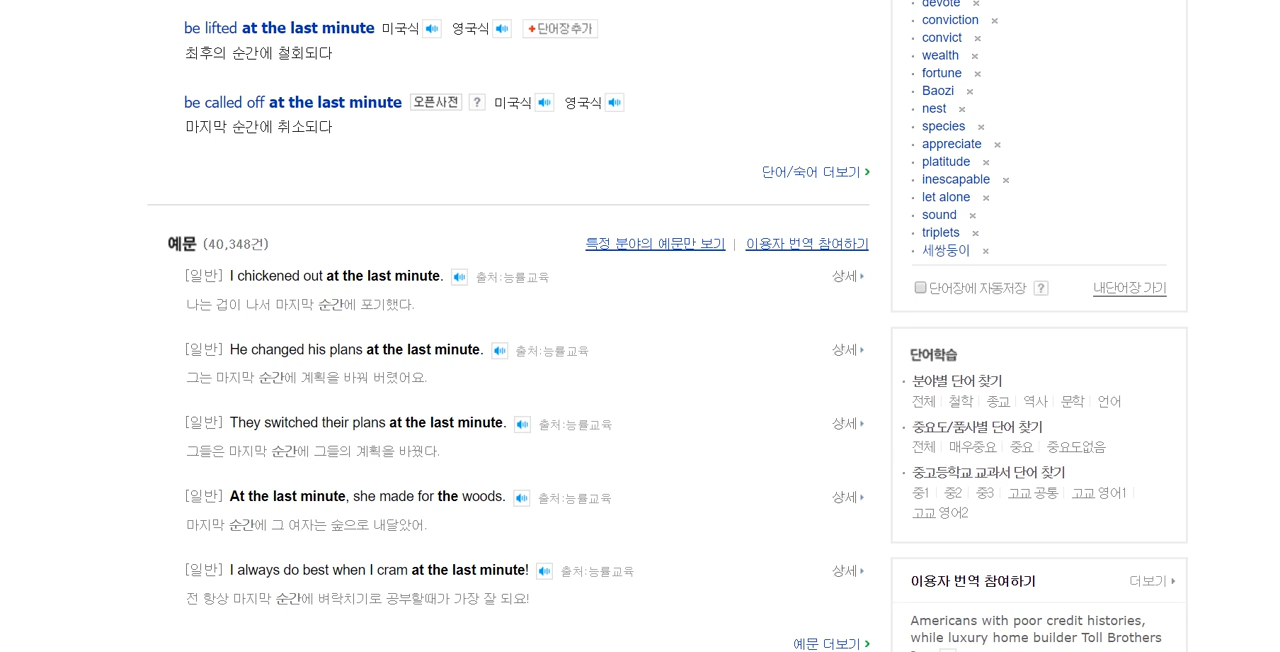 be lifted at the last minute 미국식 영국식 +단어장추가
최후의 순간에 철회되다
be called off at the last minute 오픈사전 ? 미국식 영국식
마지막 순간에 취소되다
단어/숙어 더보기
예문 (40,348건) 특정 분야의 예문만 보기 | 이용자 번역 참여하기
[일반] I chickened out at the last minute. 출처:능률교육 상세
나는 겁이 나서 마지막 순간에 포기했다.
[일반] He changed his plans at the last minute. 출처:능률교육 상세
그는 마지막 순간에 계획을 바꿔 버렸어요.
[일반] They switched their plans at the last minute. 출처:능률교육 상세
그들은 마지막 순간에 그들의 계획을 바꿨다.
[일반] At the last minute, she made for the woods. 출처:능률교육 상세
마지막 순간에 그 여자는 숲으로 내달았어.
[일반] I always do best when I cram at the last minute! 출처:능률교육 상세
전 항상 마지막 순간에 벼락치기로 공부할때가 가장 잘 되요!
예문 더보기
devote
conviction
convict
wealth
fortune
Baozi
nest
species
appreciate
platitude
inescapable
let alone
sound
triplets
세쌍둥이
단어장에 자동저장 ? 내단어장 가기
단어학습
분야별 단어 찾기
전체 | 철학 | 종교 | 역사 | 문학 | 언어
중요도/품사별 단어 찾기
전체 | 매우중요 | 중요 | 중요도없음
중고등학교 교과서 단어 찾기
중1 | 중2 | 중3 | 고교 공통 | 고교 영어1 |
고교 영어2
이용자 번역 참여하기 더보기
Americans with poor credit histories,
while luxury home builder Toll Brothers